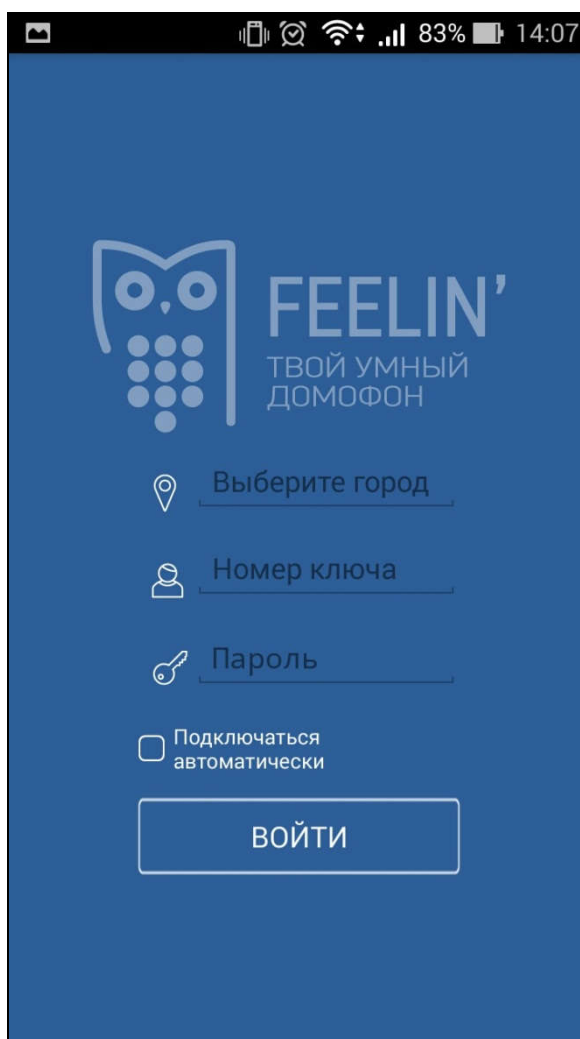 83% 14:07
FEELIN’
ТВОЙ УМНЫЙ
ДОМОФОН
Выберите город
Номер ключа
Пароль
Подключаться
автоматически
ВОЙТИ